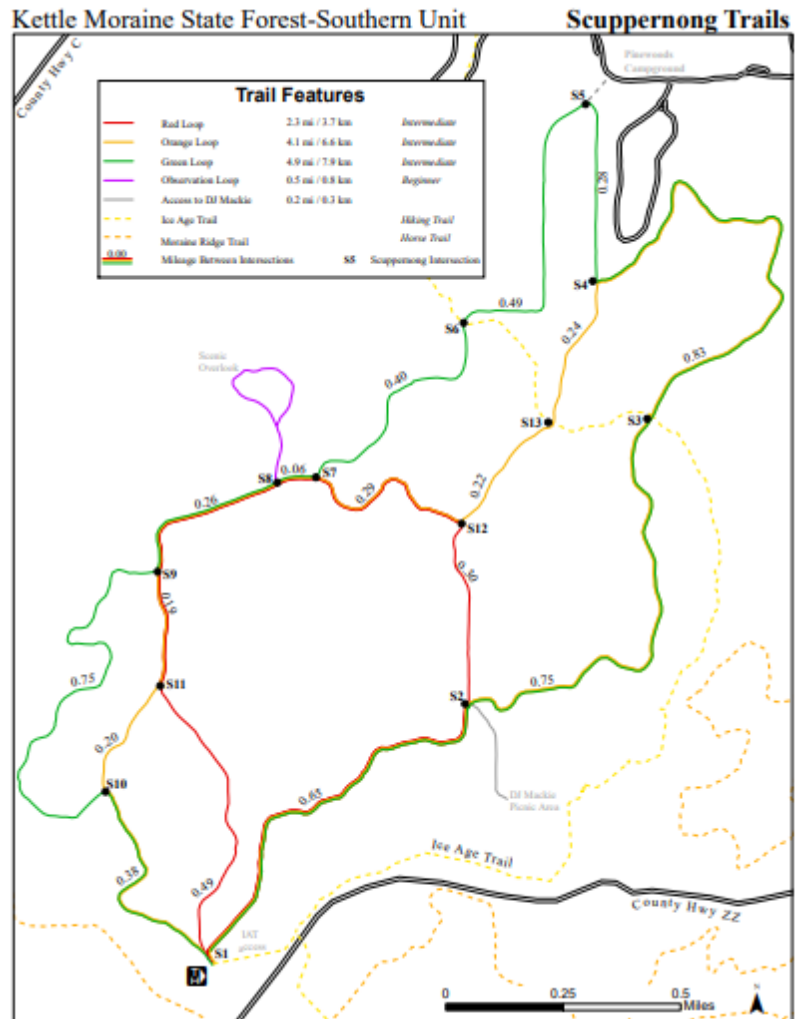 Kettle Moraine State Forest-Southern Unit Scuppernong Trails
County Hwy C
Pinewoods
Campground
Trail Features
Red Loop 2.3 mi / 3.7 km Intermediate
Orange Loop 4.1 mi / 6.6 km Intermediate
Green Loop 4.9 mi / 7.9 km Intermediate
Observation Loop 0.5 mi / 0.8 km Beginner
Access to DJ Mackie 0.2 mi / 0.3 km
Ice Age Trail Hiking Trail
Moraine Ridge Trail Horse Trail
0.00 Mileage Between Intersections S5 Scuppernong Intersection
S5
0.28
S4
0.49
S6
0.24
0.83
Scenic
Overlook
0.40
S13
S3
S8
0.06
S7
0.29
0.22
0.26
S12
S9
0.19
0.30
0.75
S11
S2
0.75
0.20
S10
0.65
DJ Mackie
Picnic Area
0.38
Ice Age Trail
0.49
County Hwy ZZ
IAT
access
S1
0 0.25 0.5
Miles
N